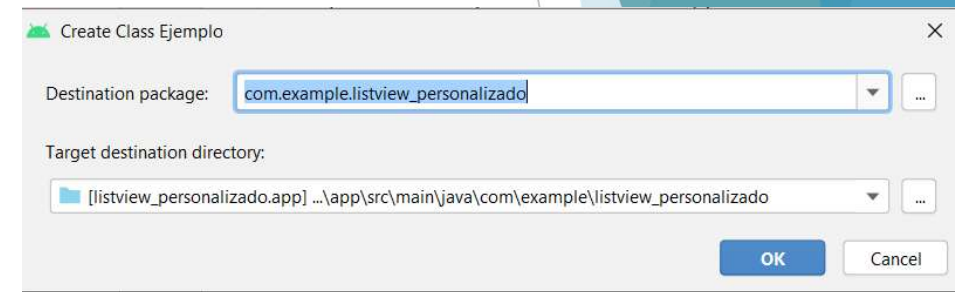 Create Class Ejemplo
Destination package: com.example.listview_personalizado
...
Target destination directory:
[listview_personalizado.app] ...\app\src\main\java\com\example\listview_personalizado
...
OK Cancel